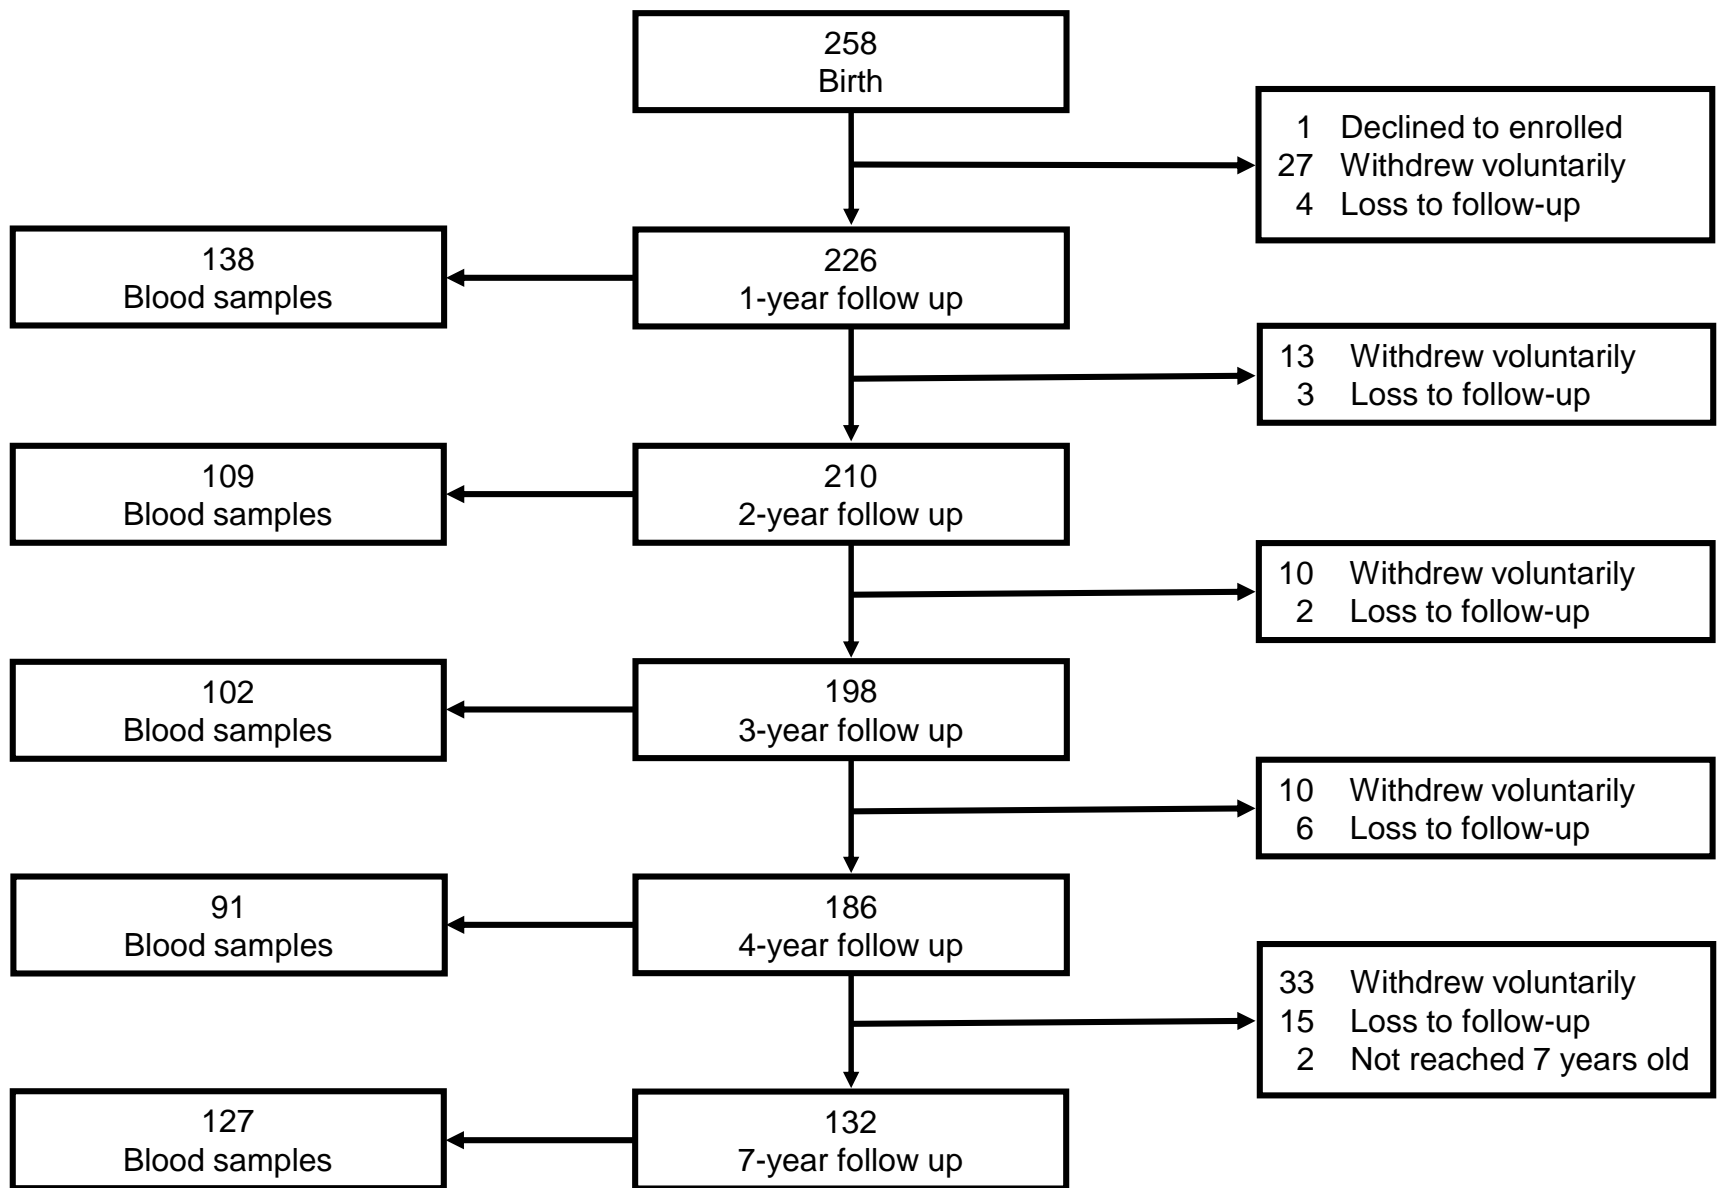 258
Birth
1 Declined to enrolled
27 Withdrew voluntarily
4 Loss to follow-up
138
Blood samples
226
1-year follow up
13 Withdrew voluntarily
3 Loss to follow-up
109
Blood samples
210
2-year follow up
10 Withdrew voluntarily
2 Loss to follow-up
102
Blood samples
198
3-year follow up
10 Withdrew voluntarily
6 Loss to follow-up
91
Blood samples
186
4-year follow up
33 Withdrew voluntarily
15 Loss to follow-up
2 Not reached 7 years old
127
Blood samples
132
7-year follow up